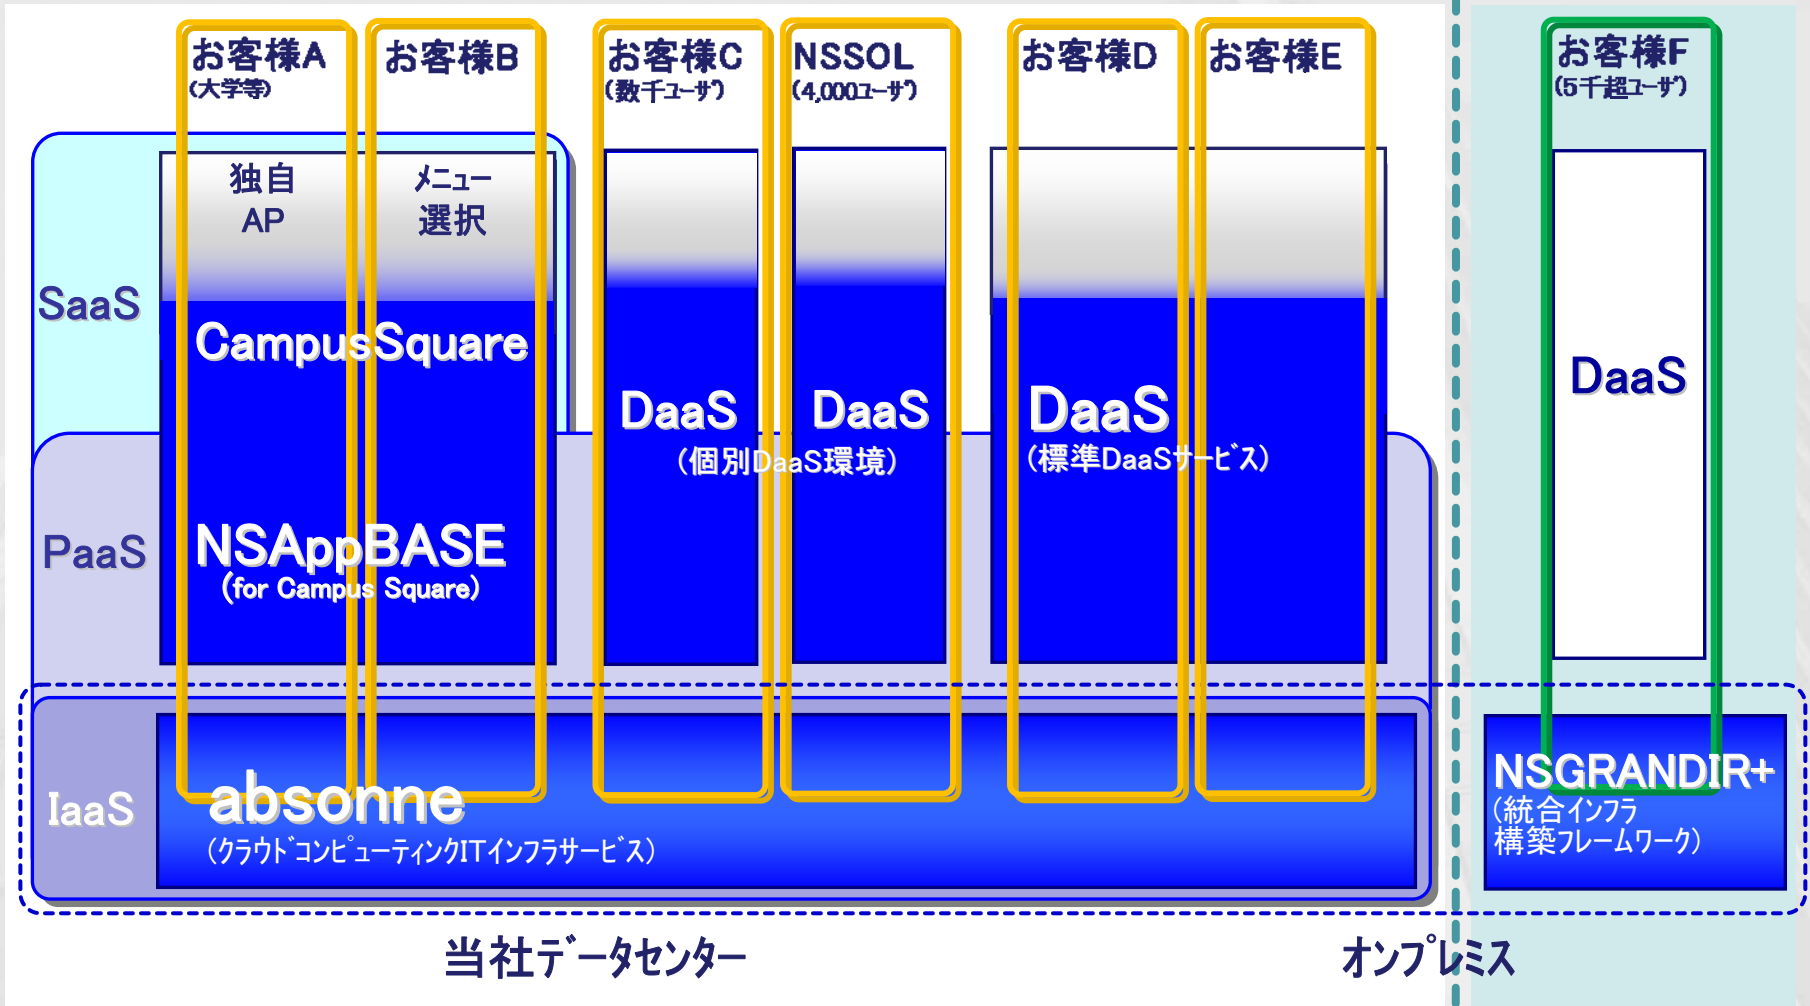 お客様A
(大学等)
お客様B
お客様C
(数千ユーザ)
NSSOL
(4,000ユーザ)
お客様D
お客様E
お客様F
(5千超ユーザ)
独自
AP
メニュー
選択
SaaS
CampusSquare
DaaS
DaaS
(個別DaaS環境)
DaaS
(標準DaaSサービス)
DaaS
PaaS
NSAppBASE
(for Campus Square)
IaaS
absonne
(クラウドコンピューティングITインフラサービス)
NSGRANDIR+
(統合インフラ
構築フレームワーク)
当社データセンター
オンプレミス